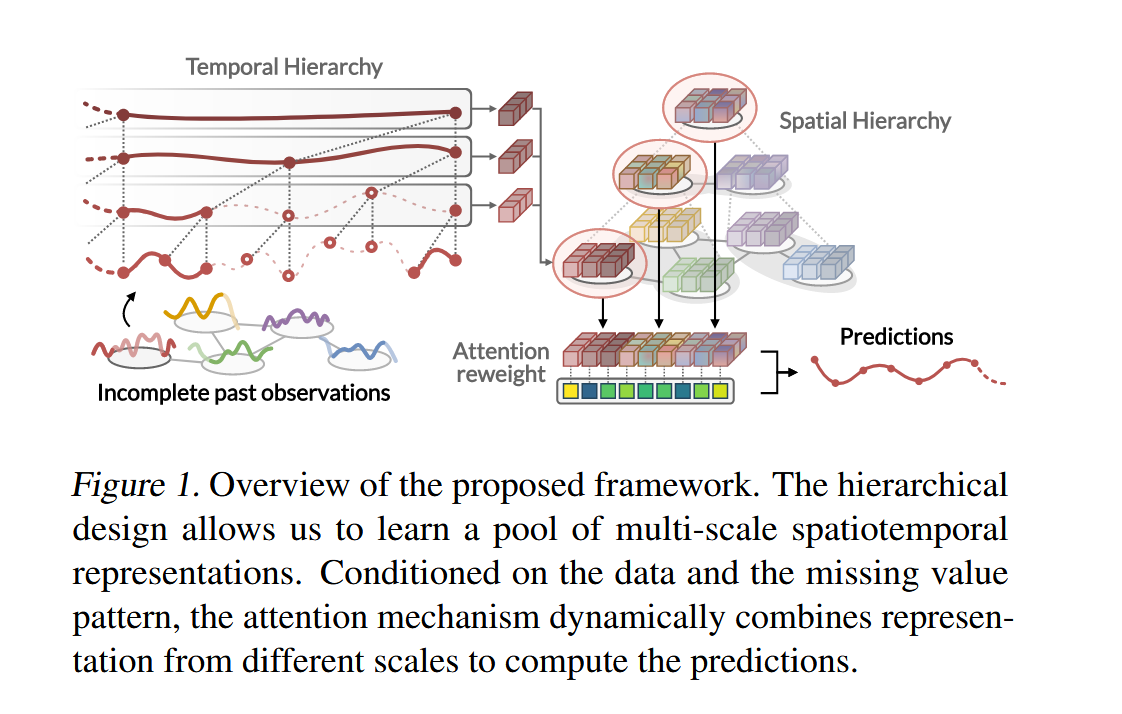 Temporal Hierarchy
Spatial Hierarchy
Incomplete past observations
Attention
reweight
Predictions
Figure 1. Overview of the proposed framework. The hierarchical
design allows us to learn a pool of multi-scale spatiotemporal
representations. Conditioned on the data and the missing value
pattern, the attention mechanism dynamically combines represen-
tation from different scales to compute the predictions.